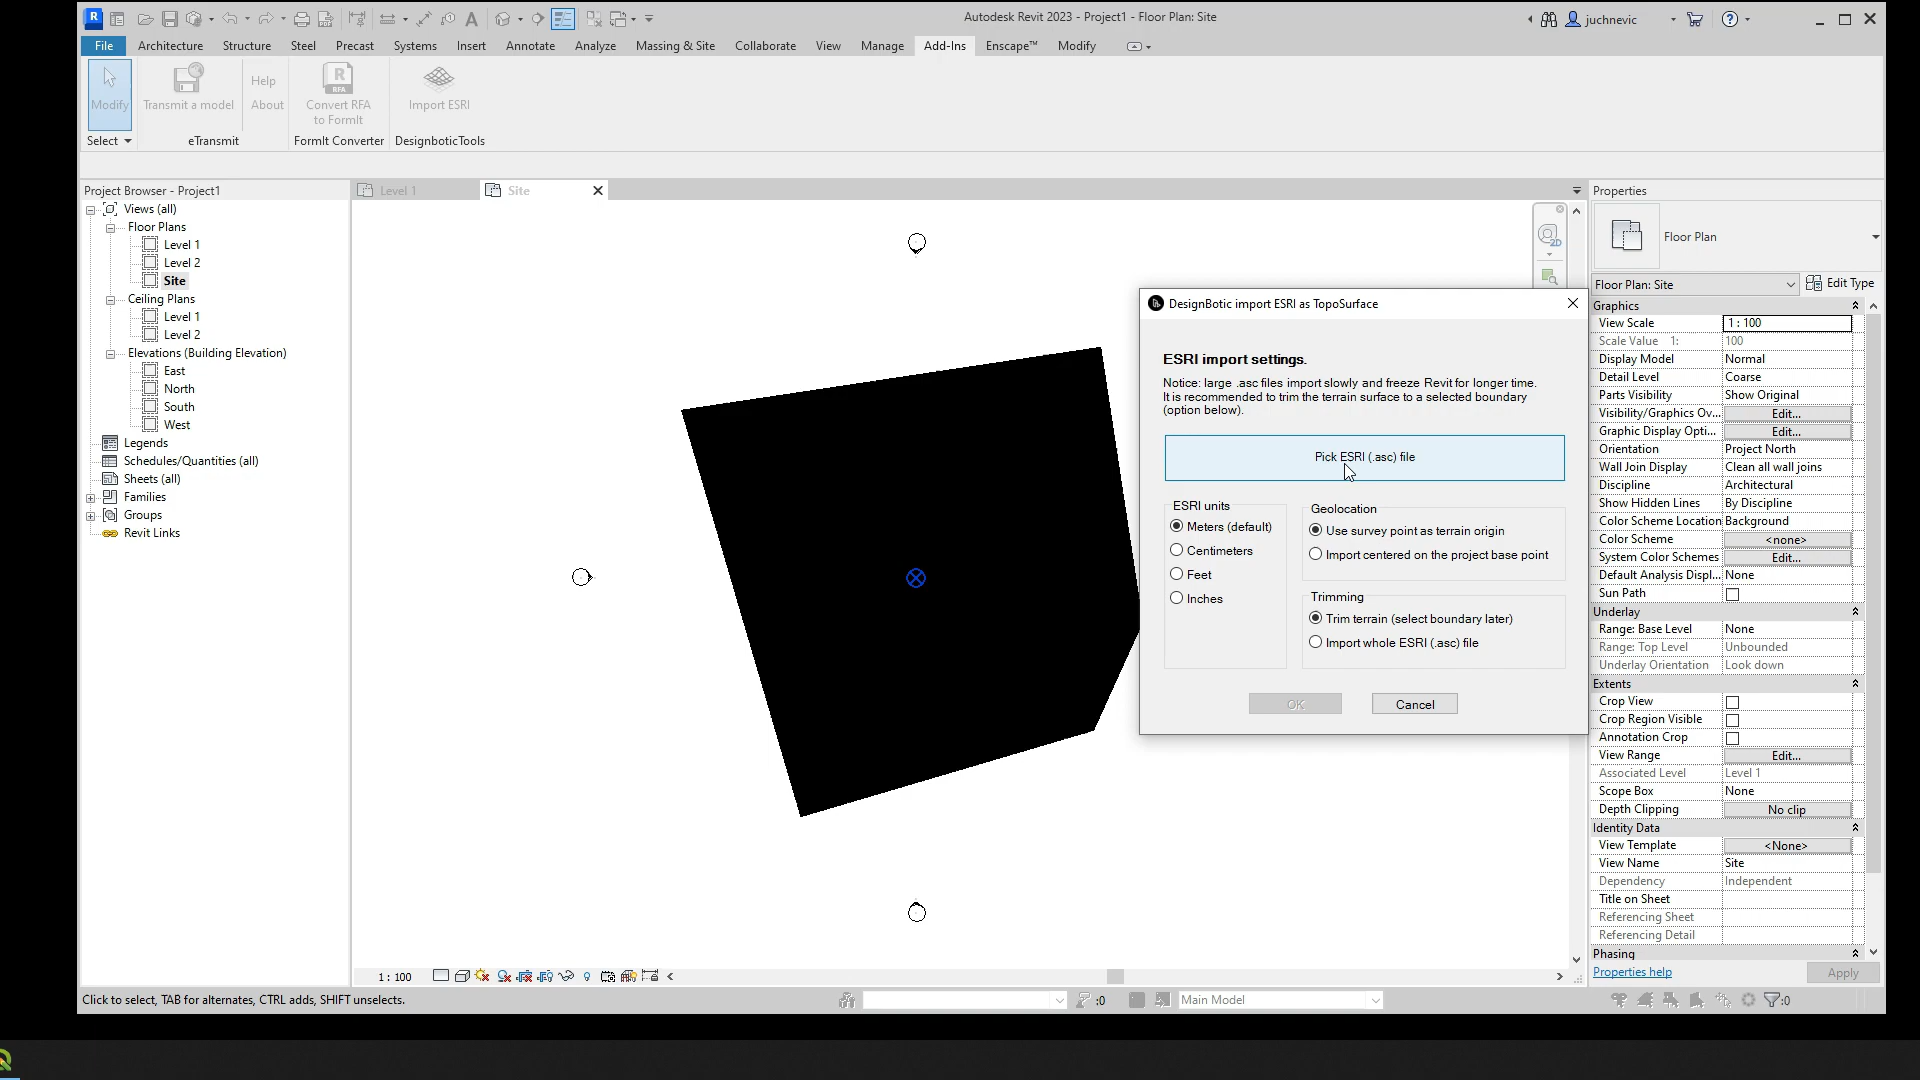 Autodesk Revit 2023 - Project1 - Floor Plan: Site
juchnevic
File Architecture Structure Steel Precast Systems Insert Annotate Analyze Massing & Site Collaborate View Manage Add-Ins Enscape™ Modify
Modify
Transmit a model
Help
About
Convert RFA
to FormIt
Import ESRI
Select
eTransmit
FormIt Converter
DesignboticTools
Project Browser - Project1
Views (all)
Floor Plans
Level 1
Level 2
Site
Ceiling Plans
Level 1
Level 2
Elevations (Building Elevation)
East
North
South
West
Legends
Schedules/Quantities (all)
Sheets (all)
Families
Groups
Revit Links
Level 1
Site
2D
DesignBotic import ESRI as TopoSurface
ESRI import settings.
Notice: large .asc files import slowly and freeze Revit for longer time.
It is recommended to trim the terrain surface to a selected boundary
(option below).
Pick ESRI (.asc) file
ESRI units
Meters (default)
Centimeters
Feet
Inches
Geolocation
Use survey point as terrain origin
Import centered on the project base point
Trimming
Trim terrain (select boundary later)
Import whole ESRI (.asc) file
OK
Cancel
Properties
Floor Plan
Floor Plan: Site
Edit Type
Graphics
View Scale 1 : 100
Scale Value 1: 100
Display Model Normal
Detail Level Coarse
Parts Visibility Show Original
Visibility/Graphics Ov... Edit...
Graphic Display Opti... Edit...
Orientation Project North
Wall Join Display Clean all wall joins
Discipline Architectural
Show Hidden Lines By Discipline
Color Scheme Location Background
Color Scheme <none>
System Color Schemes Edit...
Default Analysis Displ... None
Sun Path
Underlay
Range: Base Level None
Range: Top Level Unbounded
Underlay Orientation Look down
Extents
Crop View
Crop Region Visible
Annotation Crop
View Range Edit...
Associated Level Level 1
Scope Box None
Depth Clipping No clip
Identity Data
View Template <None>
View Name Site
Dependency Independent
Title on Sheet
Referencing Sheet
Referencing Detail
Phasing
Properties help
Apply
1 : 100
Click to select, TAB for alternates, CTRL adds, SHIFT unselects.
:0
Main Model
:0